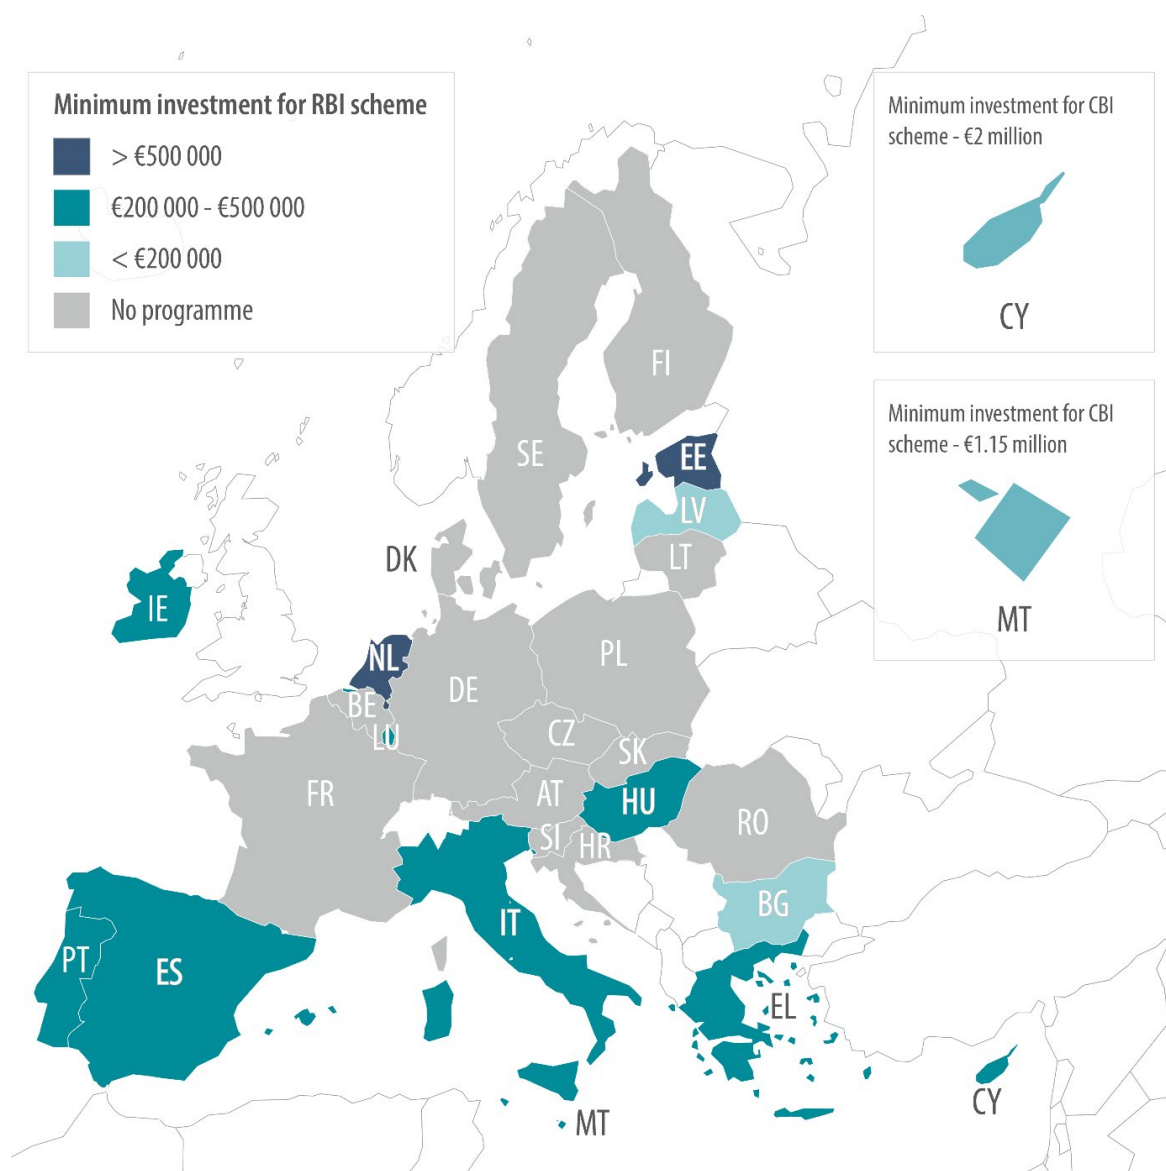 Minimum investment for RBI scheme
> €500 000
€200 000 - €500 000
< €200 000
No programme
Minimum investment for CBI
scheme - €2 million
CY
Minimum investment for CBI
scheme - €1.15 million
MT
FI
SE
EE
LV
DK
LT
IE
NL
PL
DE
BE
LU
CZ
SK
FR
AT
HU
RO
SI
HR
BG
IT
PT
ES
EL
CY
MT